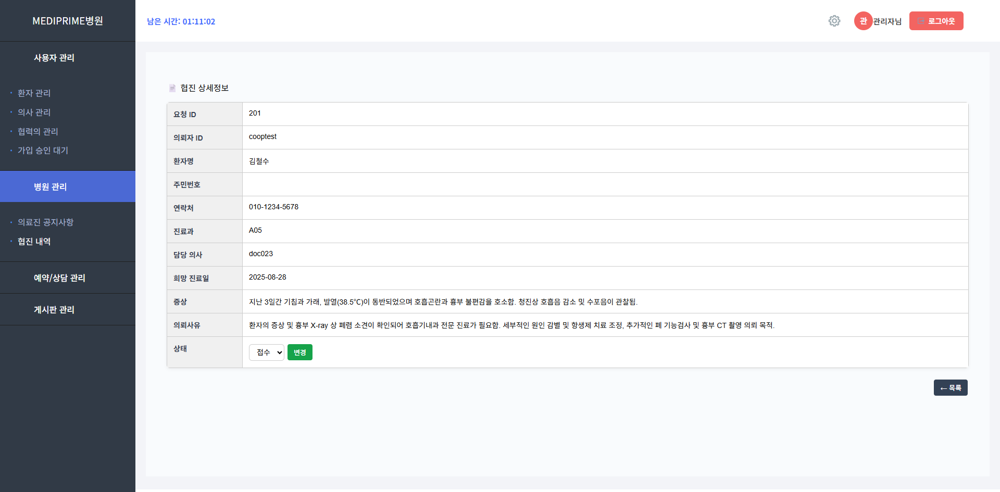 MEDIPRIME병원
남은 시간: 01:11:02
관 관리자님
로그아웃
사용자 관리
· 환자 관리
· 의사 관리
· 협력의 관리
· 가입 승인 대기
병원 관리
· 의료진 공지사항
· 협진 내역
예약/상담 관리
게시판 관리
협진 상세정보
요청 ID 201
의뢰자 ID cooptest
환자명 김철수
주민번호
연락처 010-1234-5678
진료과 A05
담당 의사 doc023
희망 진료일 2025-08-28
증상 지난 3일간 기침과 가래, 발열(38.5℃)이 동반되었으며 호흡곤란과 흉부 불편감을 호소함. 청진상 호흡음 감소 및 수포음이 관찰됨.
의뢰사유 환자의 증상 및 흉부 X-ray 상 폐렴 소견이 확인되어 호흡기내과 전문 진료가 필요함. 세부적인 원인 감별 및 항생제 치료 조정, 추가적인 폐 기능검사 및 흉부 CT 촬영 의뢰 목적.
상태 접수 변경
← 목록